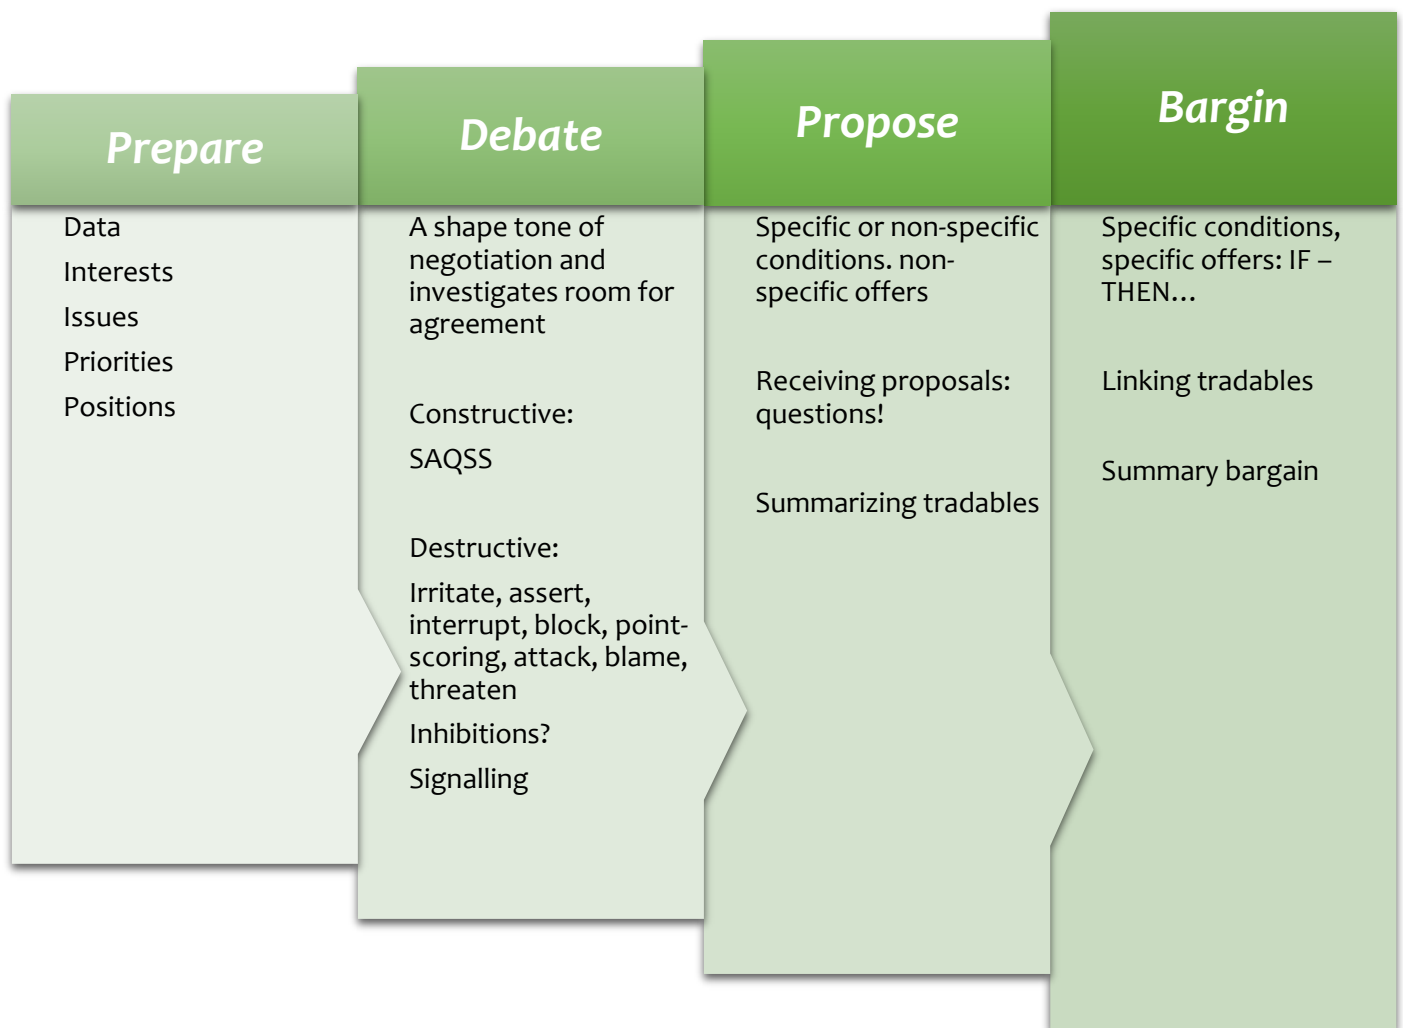 Prepare
Data
Interests
Issues
Priorities
Positions
Debate
A shape tone of
negotiation and
investigates room for
agreement
Constructive:
SAQSS
Destructive:
Irritate, assert,
interrupt, block, point-
scoring, attack, blame,
threaten
Inhibitions?
Signalling
Propose
Specific or non-specific
conditions. non-
specific offers
Receiving proposals:
questions!
Summarizing tradables
Bargin
Specific conditions,
specific offers: IF –
THEN...
Linking tradables
Summary bargain